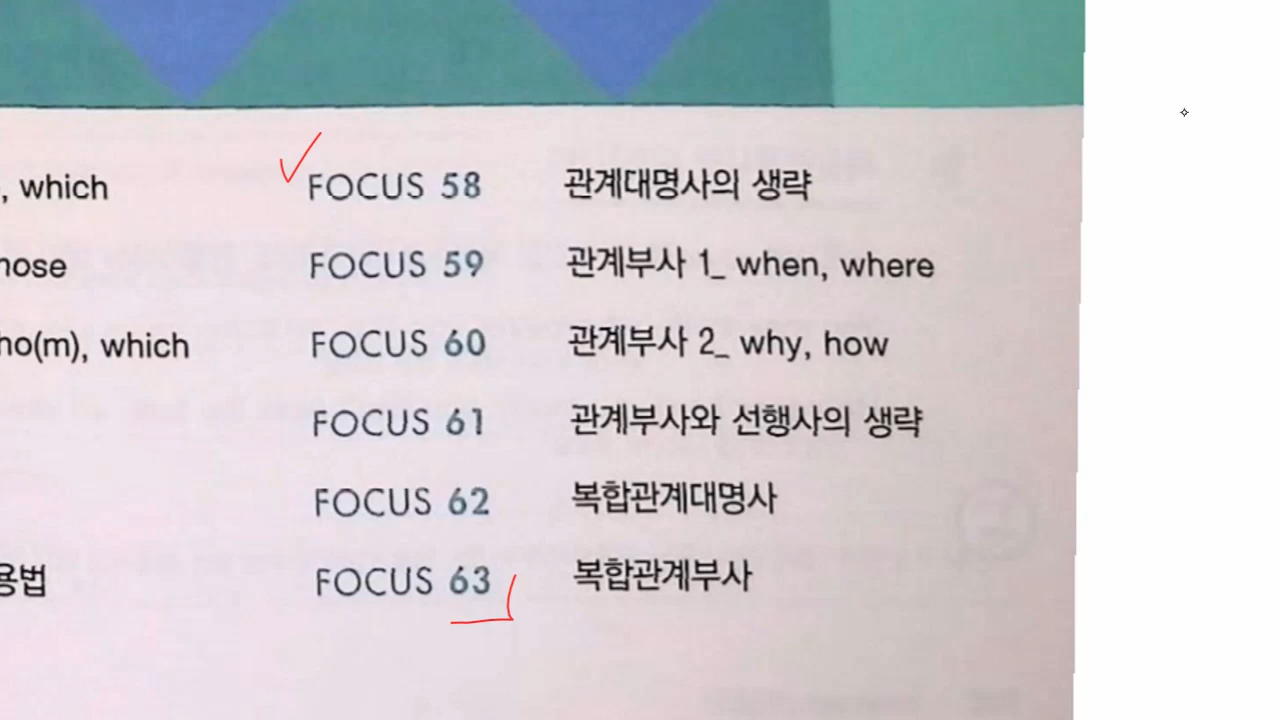 , which FOCUS 58 관계대명사의 생략
FOCUS 59 관계부사 1_ when, where
which FOCUS 60 관계부사 2_ why, how
FOCUS 61 관계부사와 선행사의 생략
FOCUS 62 복합관계대명사
용법 FOCUS 63 복합관계부사